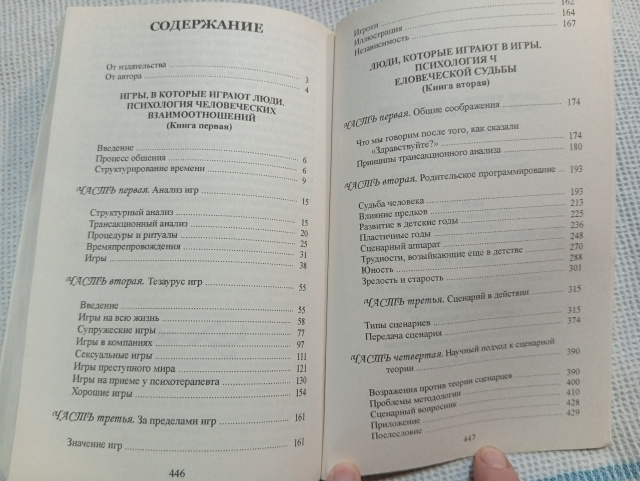 СОДЕРЖАНИЕ
От издательства 3
От автора 4
ИГРЫ, В КОТОРЫЕ ИГРАЮТ ЛЮДИ.
ПСИХОЛОГИЯ ЧЕЛОВЕЧЕСКИХ
ВЗАИМООТНОШЕНИЙ
(Книга первая)
Введение 6
Процесс общения 6
Структурирование времени 9
ЧАСТЬ первая. Анализ игр 15
Структурный анализ 15
Трансакционный анализ 20
Процедуры и ритуалы 25
Времяпрепровождения 31
Игры 38
ЧАСТЬ вторая. Тезаурус игр 55
Введение 55
Игры на всю жизнь 58
Супружеские игры 77
Игры в компаниях 97
Сексуальные игры 111
Игры преступного мира 121
Игры на приеме у психотерапевта 130
Хорошие игры 154
ЧАСТЬ третья. За пределами игр 161
Значение игр 161
446
Игроки 162
Иллюстрация 164
Независимость 167
ЛЮДИ, КОТОРЫЕ ИГРАЮТ В ИГРЫ.
ПСИХОЛОГИЯ Ч
ЕЛОВЕЧЕСКОЙ СУДЬБЫ
(Книга вторая)
ЧАСТЬ первая. Общие соображения 174
Что мы говорим после того, как сказали
«Здравствуйте?» 174
Принципы трансакционного анализа 180
ЧАСТЬ вторая. Родительское программирование 193
Судьба человека 193
Влияние предков 213
Развитие в детские годы 225
Пластичные годы 236
Сценарный аппарат 248
Трудности, возникающие еще в детстве 270
Юность 288
Зрелость и старость 301
ЧАСТЬ третья. Сценарий в действии 315
Типы сценариев 315
Передача сценария 374
ЧАСТЬ четвертая. Научный подход к сценарной
теории 390
Возражения против теории сценариев 390
Проблемы методологии 400
Сценарный вопросник 410
Приложение 428
Послесловие 429
447